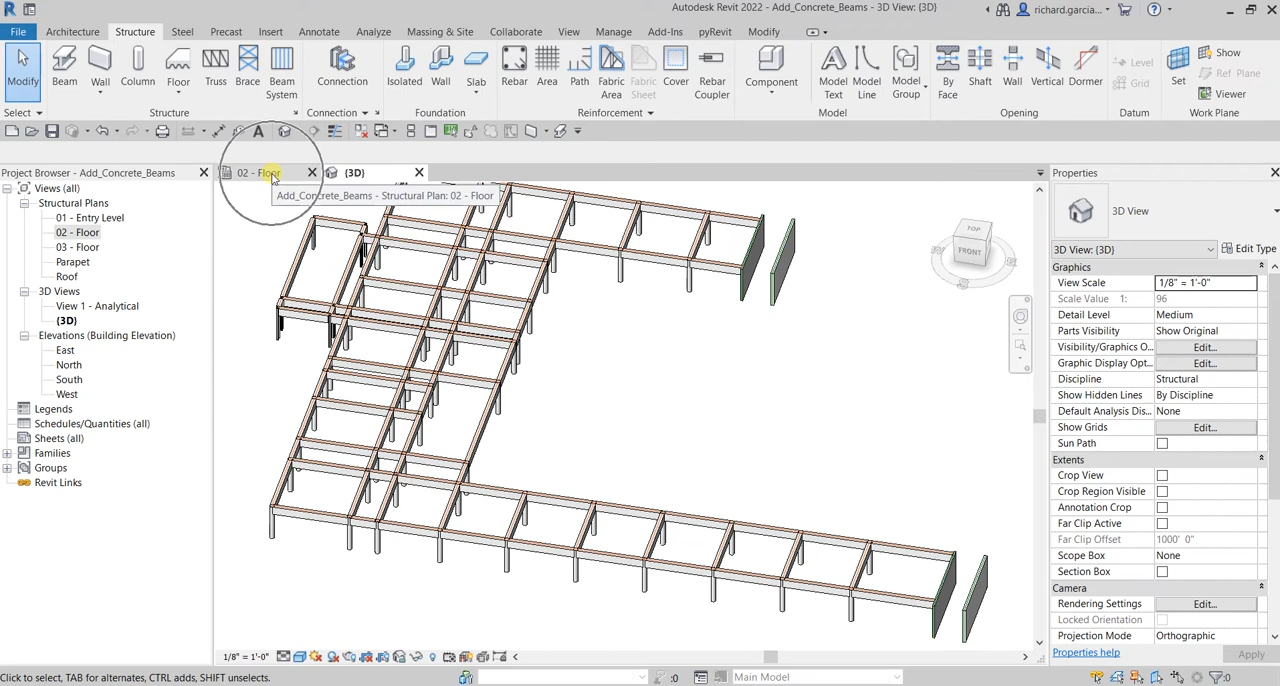 Autodesk Revit 2022 - Add_Concrete_Beams - 3D View: {3D}
richard.garcia...
File Architecture Structure Steel Precast Insert Annotate Analyze Massing & Site Collaborate View Manage Add-Ins pyRevit Modify
Modify Beam Wall Column Floor Truss Brace Beam System Connection Isolated Wall Slab Rebar Area Path Fabric Area Fabric Sheet Cover Rebar Coupler Component Model Text Model Line Model Group By Face Shaft Wall Vertical Dormer Level Grid Set Show Ref Plane Viewer
Select Structure Connection Foundation Reinforcement Model Opening Datum Work Plane
Project Browser - Add_Concrete_Beams
02 - Floor
{3D}
Properties
Add_Concrete_Beams - Structural Plan: 02 - Floor
Views (all)
Structural Plans
01 - Entry Level
02 - Floor
03 - Floor
Parapet
Roof
3D Views
View 1 - Analytical
{3D}
Elevations (Building Elevation)
East
North
South
West
Legends
Schedules/Quantities (all)
Sheets (all)
Families
Groups
Revit Links
TOP
FRONT
3D View
3D View: {3D} Edit Type
Graphics
View Scale 1/8" = 1'-0"
Scale Value 1: 96
Detail Level Medium
Parts Visibility Show Original
Visibility/Graphics O... Edit...
Graphic Display Opt... Edit...
Discipline Structural
Show Hidden Lines By Discipline
Default Analysis Dis... None
Show Grids Edit...
Sun Path
Extents
Crop View
Crop Region Visible
Annotation Crop
Far Clip Active
Far Clip Offset 1000' 0"
Scope Box None
Section Box
Camera
Rendering Settings Edit...
Locked Orientation
Projection Mode Orthographic
Properties help Apply
1/8" = 1'-0"
Click to select, TAB for alternates, CTRL adds, SHIFT unselects.
:0
Main Model
:0